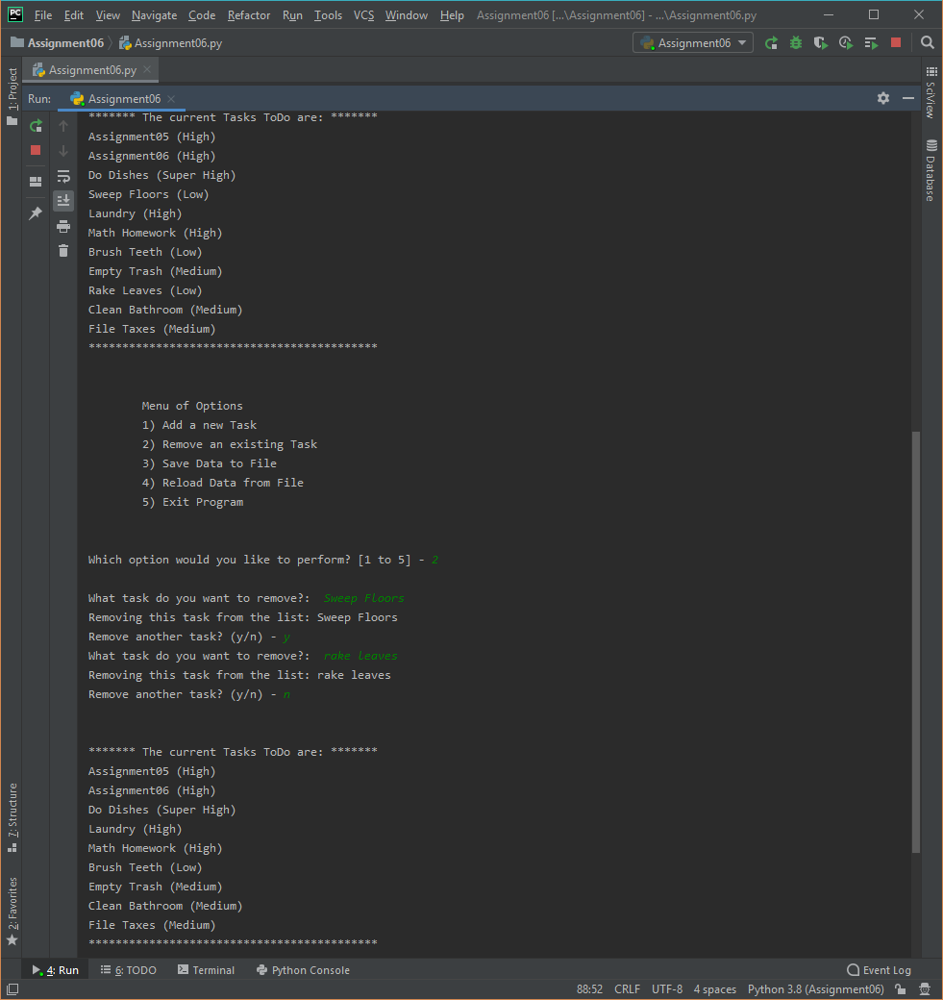 PC File Edit View Navigate Code Refactor Run Tools VCS Window Help Assignment06 [...\Assignment06] - ...\Assignment06.py
Assignment06 Assignment06.py Assignment06
1: Project
Assignment06.py
SciView
Run: Assignment06
Database
******* The current Tasks ToDo are: *******
Assignment05 (High)
Assignment06 (High)
Do Dishes (Super High)
Sweep Floors (Low)
Laundry (High)
Math Homework (High)
Brush Teeth (Low)
Empty Trash (Medium)
Rake Leaves (Low)
Clean Bathroom (Medium)
File Taxes (Medium)
*******************************************
Menu of Options
1) Add a new Task
2) Remove an existing Task
3) Save Data to File
4) Reload Data from File
5) Exit Program
Which option would you like to perform? [1 to 5] - 2
What task do you want to remove?: Sweep Floors
Removing this task from the list: Sweep Floors
Remove another task? (y/n) - y
What task do you want to remove?: rake leaves
Removing this task from the list: rake leaves
Remove another task? (y/n) - n
******* The current Tasks ToDo are: *******
Assignment05 (High)
Assignment06 (High)
Do Dishes (Super High)
Laundry (High)
Math Homework (High)
Brush Teeth (Low)
Empty Trash (Medium)
Clean Bathroom (Medium)
File Taxes (Medium)
*******************************************
7: Structure
2: Favorites
4: Run 6: TODO Terminal Python Console Event Log
88:52 CRLF UTF-8 4 spaces Python 3.8 (Assignment06)